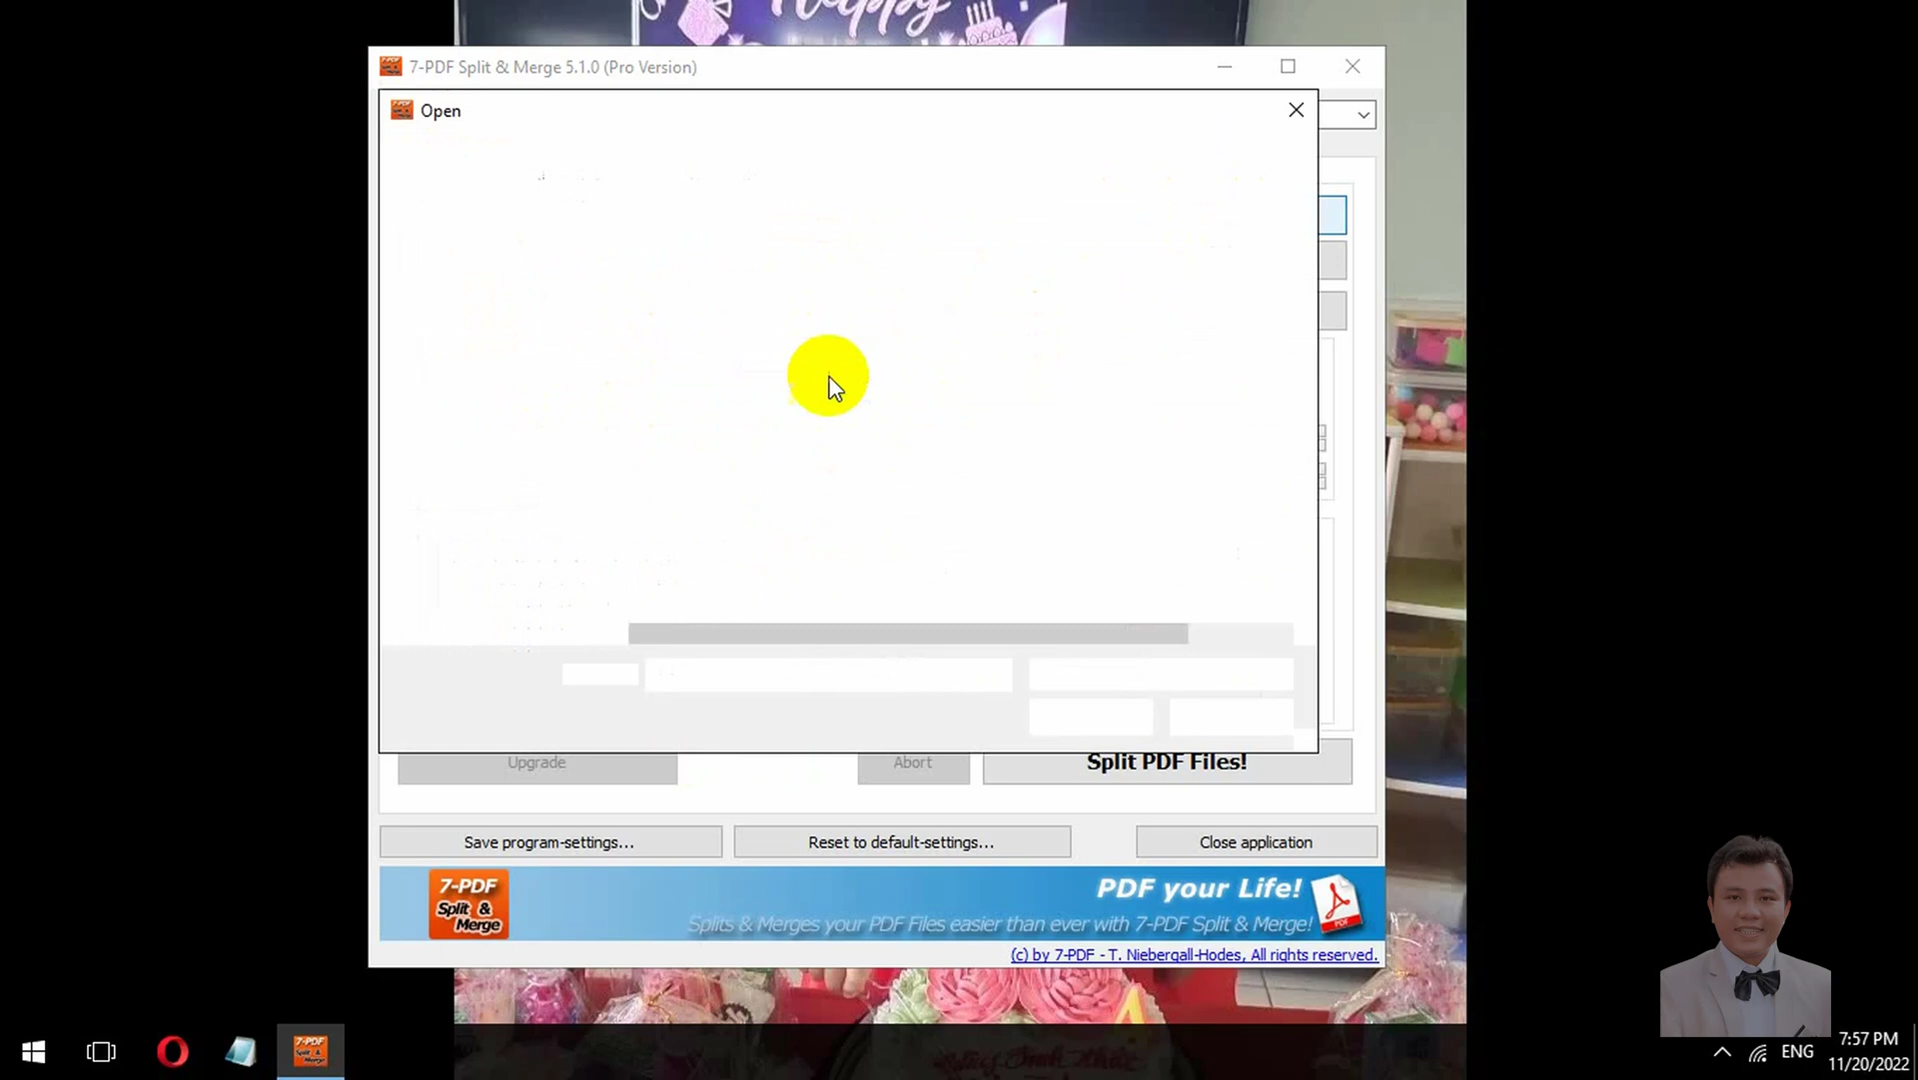 Happy
7-PDF Split & Merge 5.1.0 (Pro Version)
Open
Upgrade
Abort
Split PDF Files!
Save program-settings...
Reset to default-settings...
Close application
7-PDF
Split &
Merge
PDF your Life!
Splits & Merges your PDF Files easier than ever with 7-PDF Split & Merge!
(c) by 7-PDF - T. Niebergall-Hodes, All rights reserved.
ENG
7:57 PM
11/20/2022